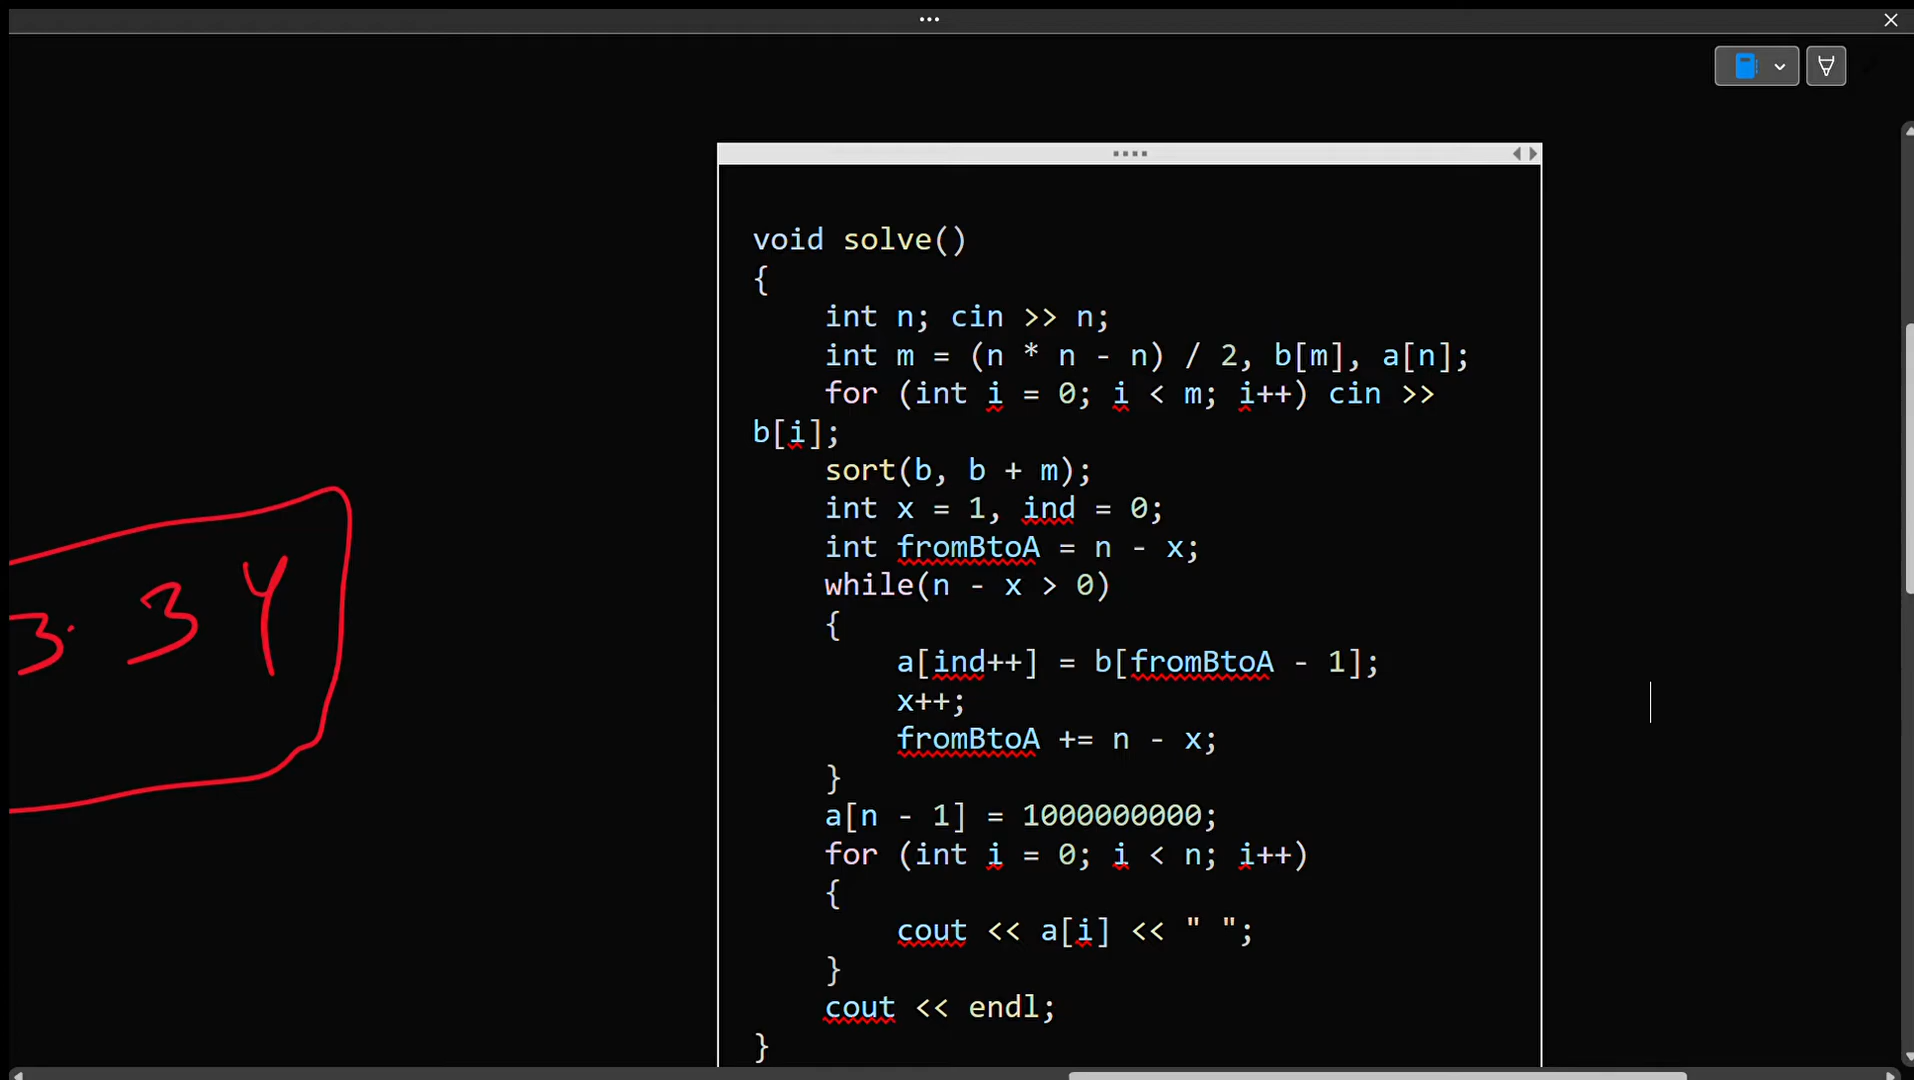 void solve()
{
int n; cin >> n;
int m = (n * n - n) / 2, b[m], a[n];
for (int i = 0; i < m; i++) cin >>
b[i];
sort(b, b + m);
int x = 1, ind = 0;
int fromBtoA = n - x;
while(n - x > 0)
{
a[ind++] = b[fromBtoA - 1];
x++;
fromBtoA += n - x;
}
a[n - 1] = 1000000000;
for (int i = 0; i < n; i++)
{
cout << a[i] << " ";
}
cout << endl;
}
3 3 Y